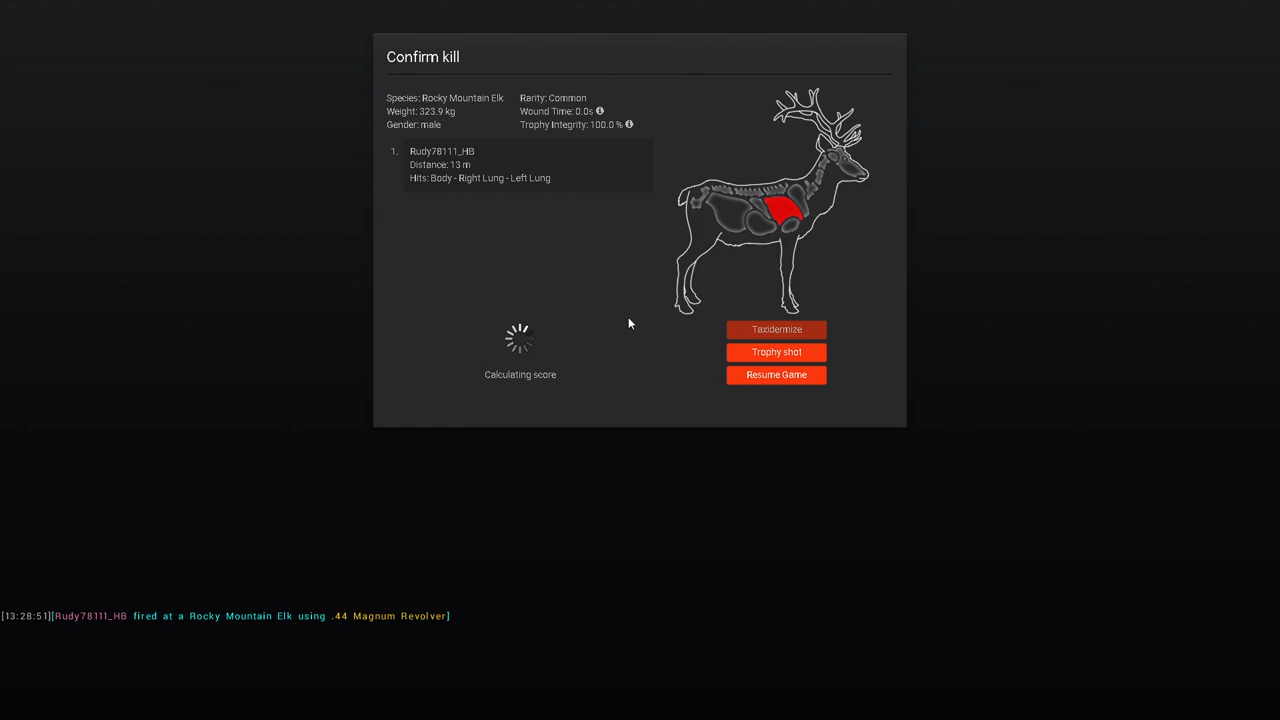 Confirm kill
Species: Rocky Mountain Elk
Weight: 323.9 kg
Gender: male
Rarity: Common
Wound Time: 0.0s
Trophy Integrity: 100.0 %
1.
Rudy78111_HB
Distance: 13 m
Hits: Body - Right Lung - Left Lung
Calculating score
Taxidermize
Trophy shot
Resume Game
[13:28:51][Rudy78111_HB fired at a Rocky Mountain Elk using .44 Magnum Revolver]